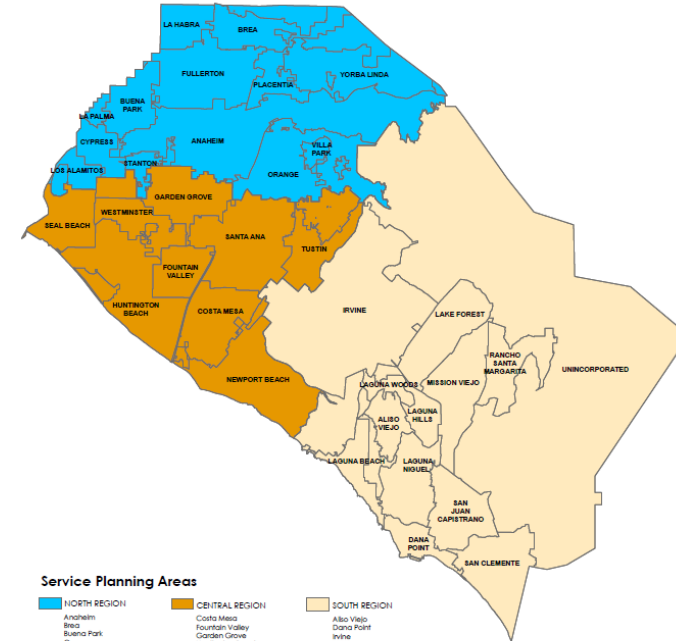 LA HABRA
BREA
FULLERTON
YORBA LINDA
PLACENTIA
BUENA
PARK
LA PALMA
ANAHEIM
CYPRESS
VILLA
PARK
STANTON
LOS ALAMITOS
ORANGE
GARDEN GROVE
WESTMINSTER
SEAL BEACH
SANTA ANA
TUSTIN
FOUNTAIN
VALLEY
HUNTINGTON
BEACH
COSTA MESA
IRVINE
LAKE FOREST
RANCHO
SANTA
MARGARITA
UNINCORPORATED
NEWPORT BEACH
LAGUNA WOODS
MISSION VIEJO
ALISO
VIEJO
LAGUNA
HILLS
LAGUNA BEACH
LAGUNA
NIGUEL
SAN
JUAN
CAPISTRANO
DANA
POINT
SAN CLEMENTE
Service Planning Areas
NORTH REGION
Anaheim
Brea
Buena Park
CENTRAL REGION
Costa Mesa
Fountain Valley
Garden Grove
SOUTH REGION
Aliso Viejo
Dana Point
Irvine